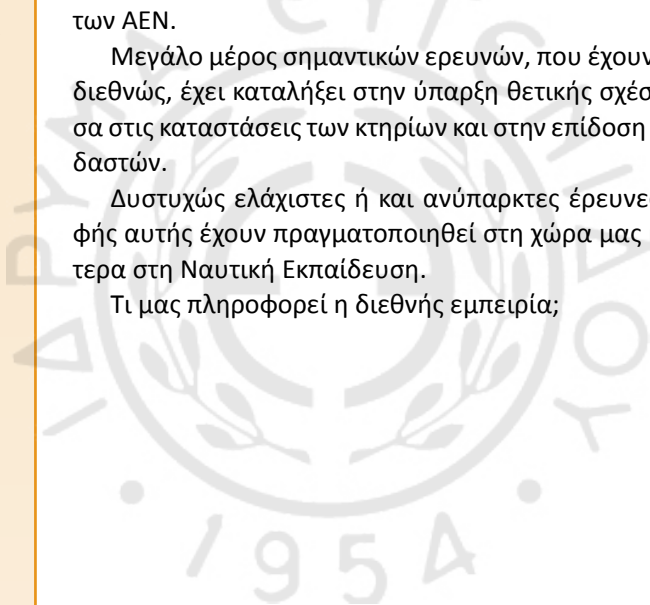 των ΑΕΝ.
Μεγάλο μέρος σημαντικών ερευνών, που έχουν
διεθνώς, έχει καταλήξει στην ύπαρξη θετικής σχέσ
σα στις καταστάσεις των κτηρίων και στην επίδοση
δαστών.
Δυστυχώς ελάχιστες ή και ανύπαρκτες έρευνε
φής αυτής έχουν πραγματοποιηθεί στη χώρα μας
τερα στη Ναυτική Εκπαίδευση.
Τι μας πληροφορεί η διεθνής εμπειρία;
1954